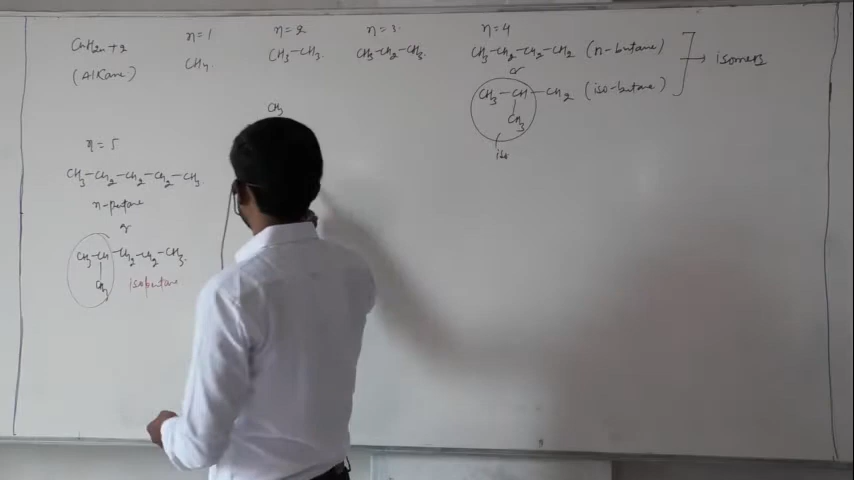 CnH2n+2
(Alkane)
n=1
CH4
n=2
CH3-CH3
n=3
CH3-CH2-CH3
n=4
CH3-CH2-CH2-CH2 (n-butane)
or
CH3-CH-CH2 (iso-butane)
CH3
iso
→ isomers
n=5
CH3-CH2-CH2-CH2-CH3
n-pentane
or
CH3-CH-CH2-CH2-CH3
CH3
isopentane
CH3